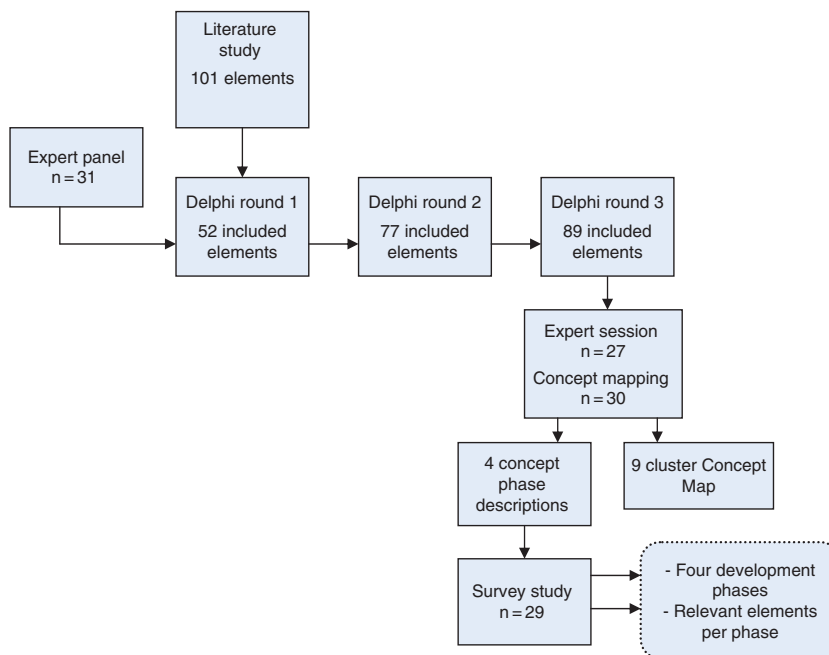 Literature
study
101 elements
Expert panel
n = 31
Delphi round 1
52 included
elements
Delphi round 2
77 included
elements
Delphi round 3
89 included
elements
Expert session
n = 27
Concept mapping
n = 30
4 concept
phase
descriptions
9 cluster Concept
Map
Survey study
n = 29
- Four development
phases
- Relevant elements
per phase